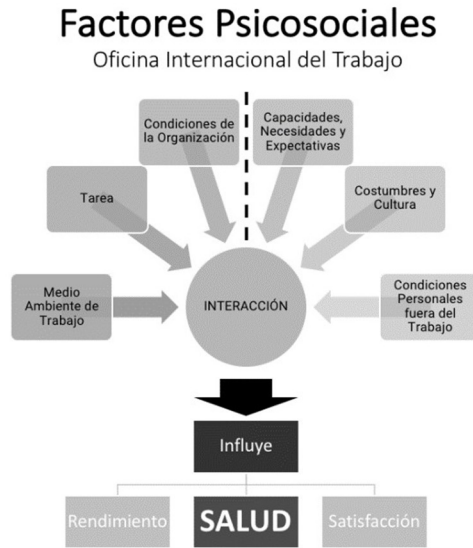 Factores Psicosociales
Oficina Internacional del Trabajo
Condiciones de
la Organización
Capacidades,
Necesidades y
Expectativas
Tarea
Costumbres y
Cultura
Medio
Ambiente de
Trabajo
INTERACCIÓN
Condiciones
Personales
fuera del
Trabajo
Influye
Rendimiento
SALUD
Satisfacción